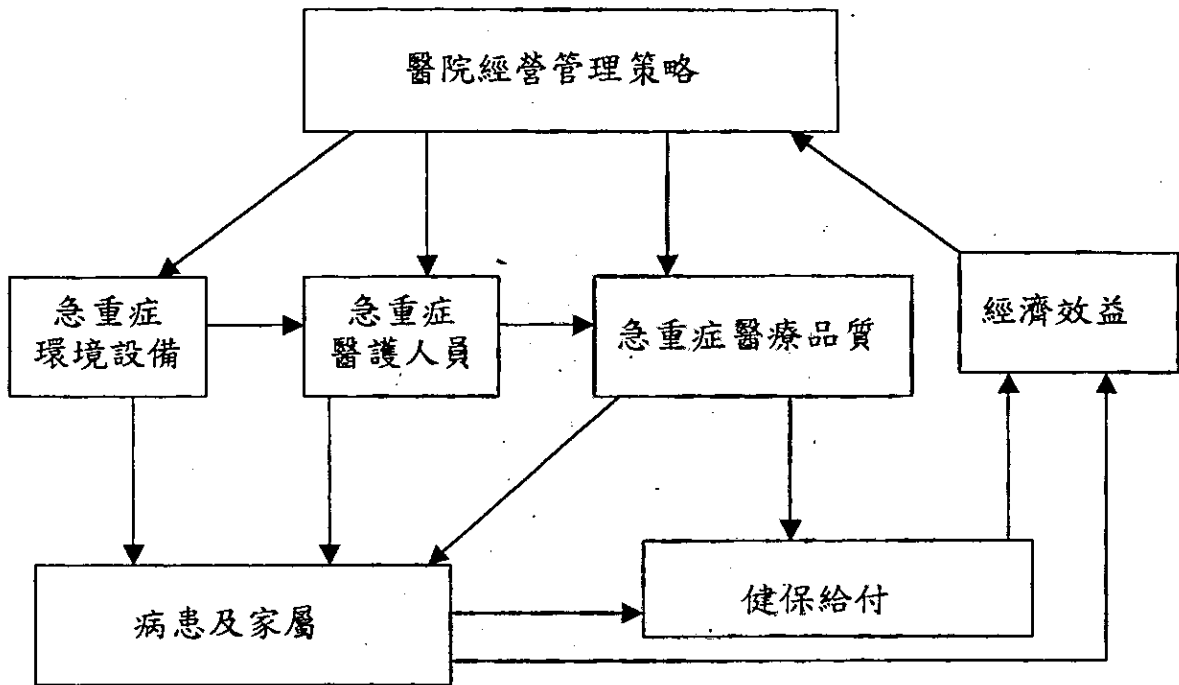 醫院經營管理策略
急重症
環境設備
急重症
醫護人員
急重症醫療品質
經濟效益
病患及家屬
健保給付